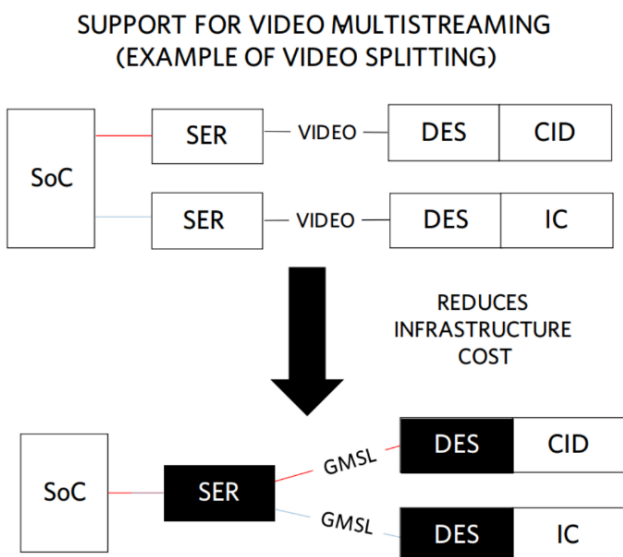 SUPPORT FOR VIDEO MULTISTREAMING
(EXAMPLE OF VIDEO SPLITTING)
SoC
SER
VIDEO
DES
CID
SER
VIDEO
DES
IC
REDUCES
INFRASTRUCTURE
COST
SoC
SER
GMSL
DES
CID
GMSL
DES
IC